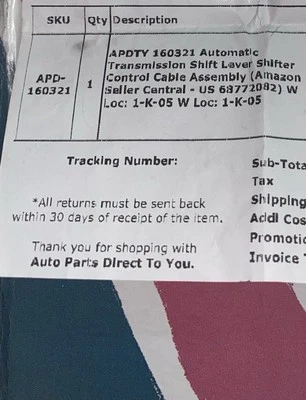 SKU Qty Description
APDTY 160321 Automatic
Transmission Shift Lever Shifter
APD- 1 Control Cable Assembly (Amazon
160321 Seller Central - US 68772082) W
Loc: 1-K-05 W Loc: 1-K-05
Tracking Number: Sub-Tota
Tax
*All returns must be sent back Shipping
within 30 days of receipt of the item. Addl Cos
Promotic
Thank you for shopping with Invoice T
Auto Parts Direct To You.